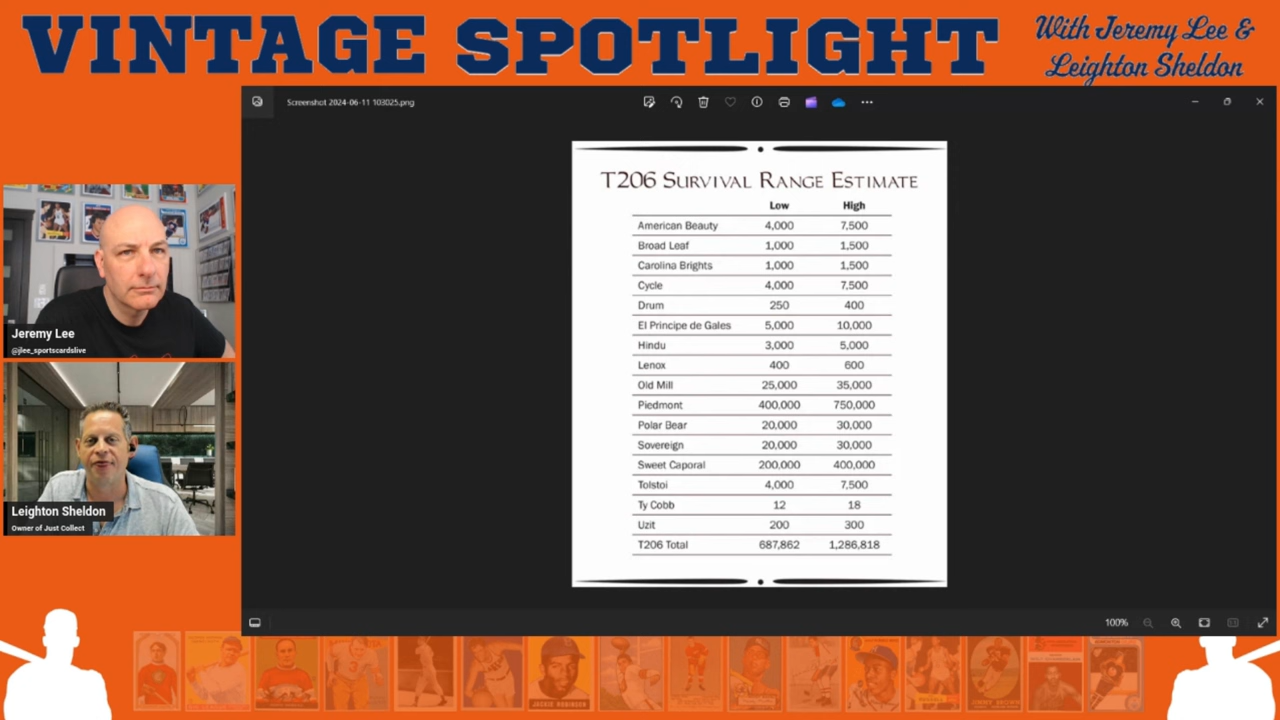 VINTAGE SPOTLIGHT
With Jeremy Lee &
Leighton Sheldon
Screenshot 2024-06-11 103025.png
T206 SURVIVAL RANGE ESTIMATE
Low High
American Beauty 4,000 7,500
Broad Leaf 1,000 1,500
Carolina Brights 1,000 1,500
Cycle 4,000 7,500
Drum 250 400
El Principe de Gales 5,000 10,000
Hindu 3,000 5,000
Lenox 400 600
Old Mill 25,000 35,000
Piedmont 400,000 750,000
Polar Bear 20,000 30,000
Sovereign 20,000 30,000
Sweet Caporal 200,000 400,000
Tolstoi 4,000 7,500
Ty Cobb 12 18
Uzit 200 300
T206 Total 687,862 1,286,818
Jeremy Lee
@jlee_sportscardslive
Leighton Sheldon
Owner of Just Collect
100%
JACKIE ROBINSON